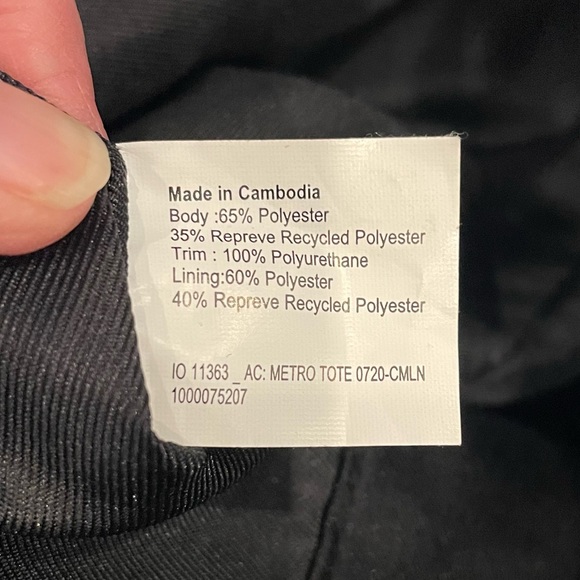 Made in Cambodia
Body :65% Polyester
35% Repreve Recycled Polyester
Trim : 100% Polyurethane
Lining:60% Polyester
40% Repreve Recycled Polyester
IO 11363 _ AC: METRO TOTE 0720-CMLN
1000075207